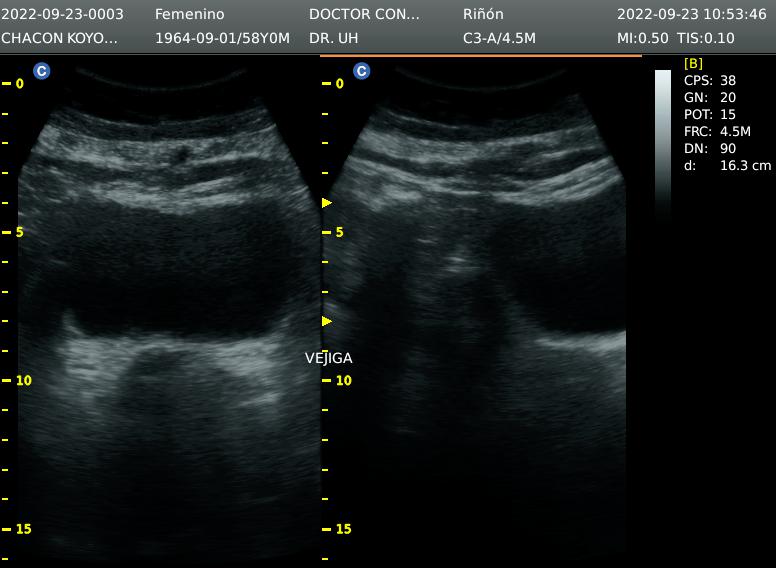 2022-09-23-0003 Femenino DOCTOR CON... Riñón 2022-09-23 10:53:46
CHACON KOYO... 1964-09-01/58Y0M DR. UH C3-A/4.5M MI:0.50 TIS:0.10
C
C
0
5
10
15
0
5
10
15
VEJIGA
[B]
CPS: 38
GN: 20
POT: 15
FRC: 4.5M
DN: 90
d: 16.3 cm